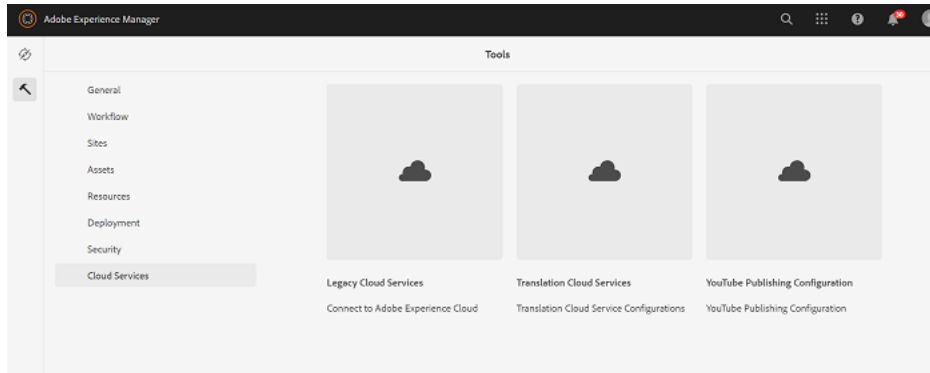 Adobe Experience Manager
Tools
General
Workflow
Sites
Assets
Resources
Deployment
Security
Cloud Services
Legacy Cloud Services
Connect to Adobe Experience Cloud
Translation Cloud Services
Translation Cloud Service Configurations
YouTube Publishing Configuration
YouTube Publishing Configuration